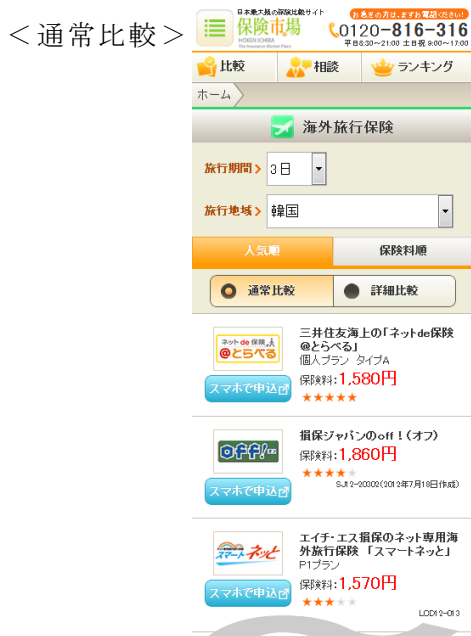 ＜通常比較＞
日本最大級の保険比較サイト
保険市場
HOKEN ICHIBA
The Insurance Market Place
お急ぎの方は、まずお電話ください!
0120-816-316
平日8:30～21:00 土日祝 9:00～17:00
比較
相談
ランキング
ホーム
海外旅行保険
旅行期間
3日
旅行地域
韓国
人気順
保険料順
通常比較
詳細比較
ネット de 保険
@とらべる
三井住友海上の「ネットde保険
@とらべる」
個人プラン タイプA
保険料:1,580円
スマホで申込
★★★★★
off!
損保ジャパンのoff！（オフ）
保険料:1,860円
★★★★★
スマホで申込
SJ12-20302(2012年7月18日作成)
スマートネッと
エイチ・エス損保のネット専用海
外旅行保険 「スマートネッと」
P1プラン
保険料:1,570円
スマホで申込
★★★★★
LCD12-013